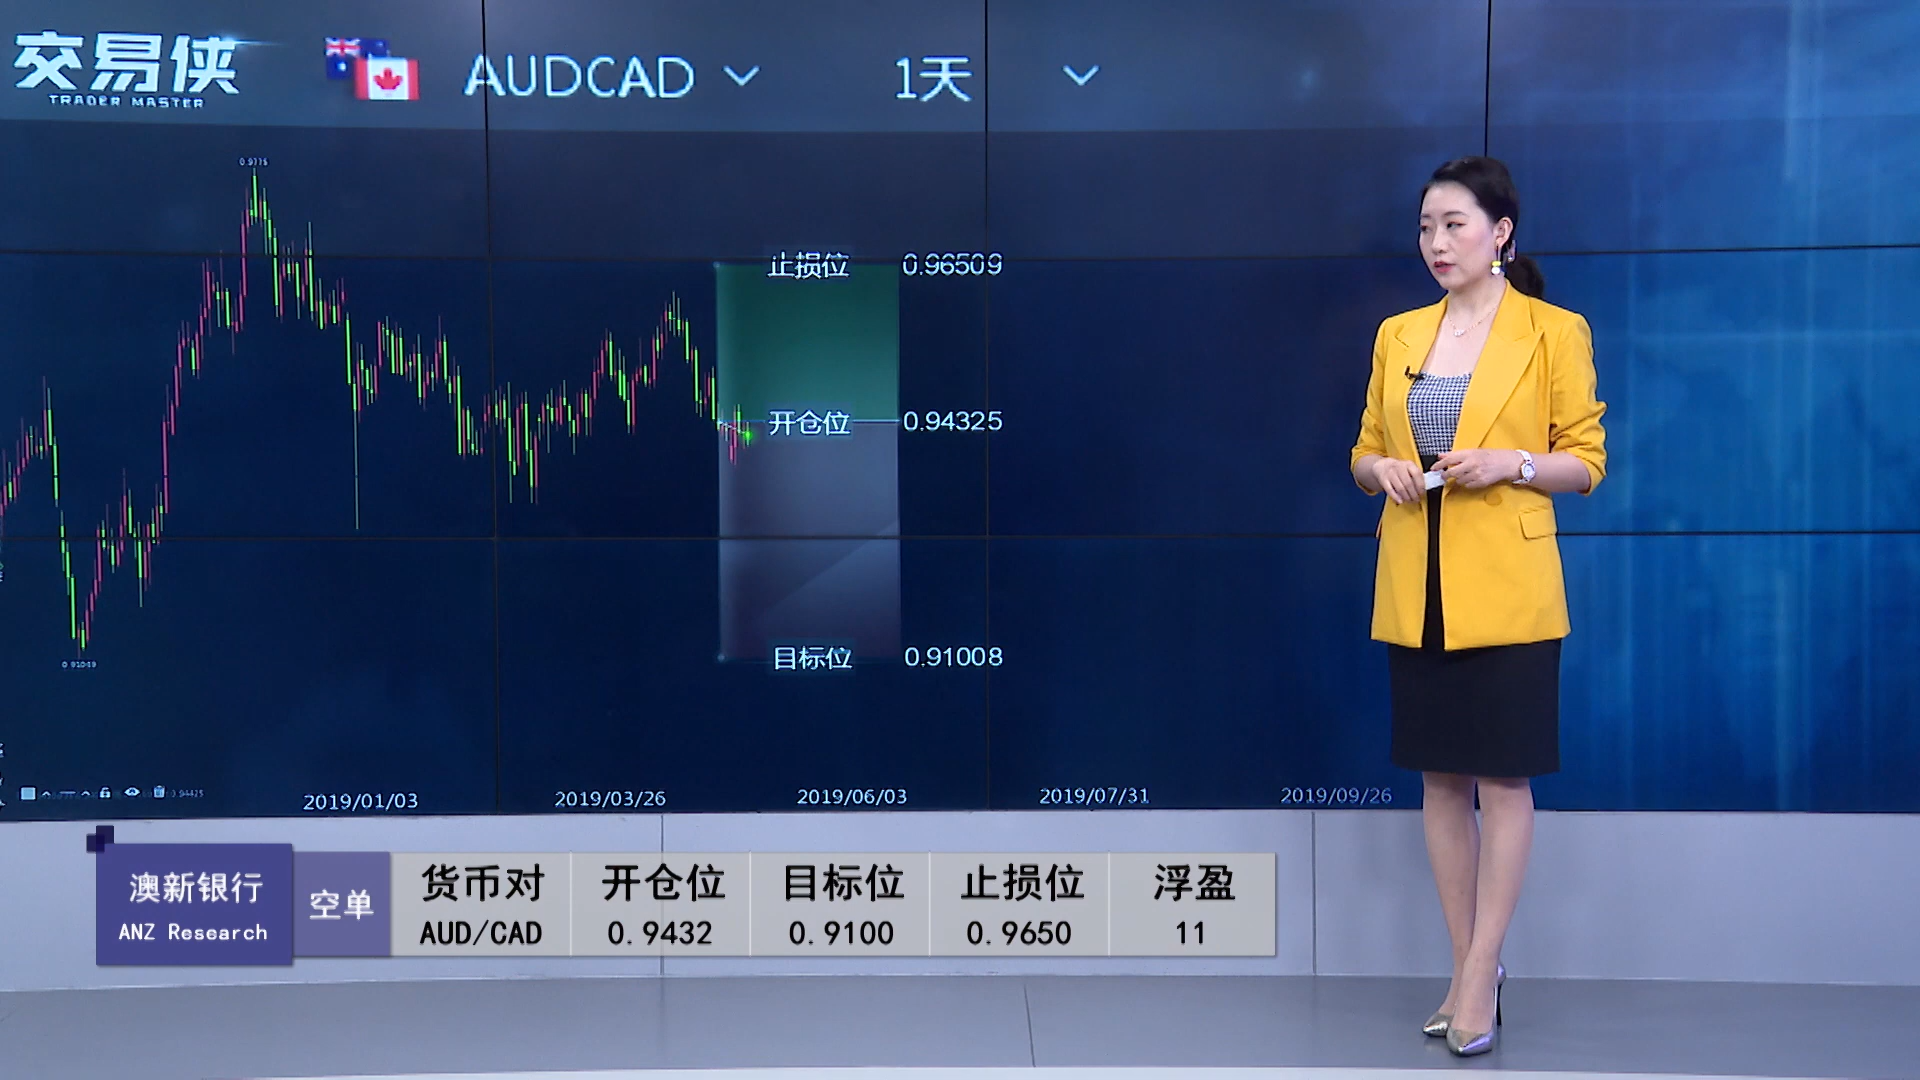 交易侠
TRADER MASTER
AUDCAD
1天
止损位 0.96509
开仓位 0.94325
目标位 0.91008
2019/01/03
2019/03/26
2019/06/03
2019/07/31
2019/09/26
澳新银行
ANZ Research
空单
货币对 开仓位 目标位 止损位 浮盈
AUD/CAD 0.9432 0.9100 0.9650 11